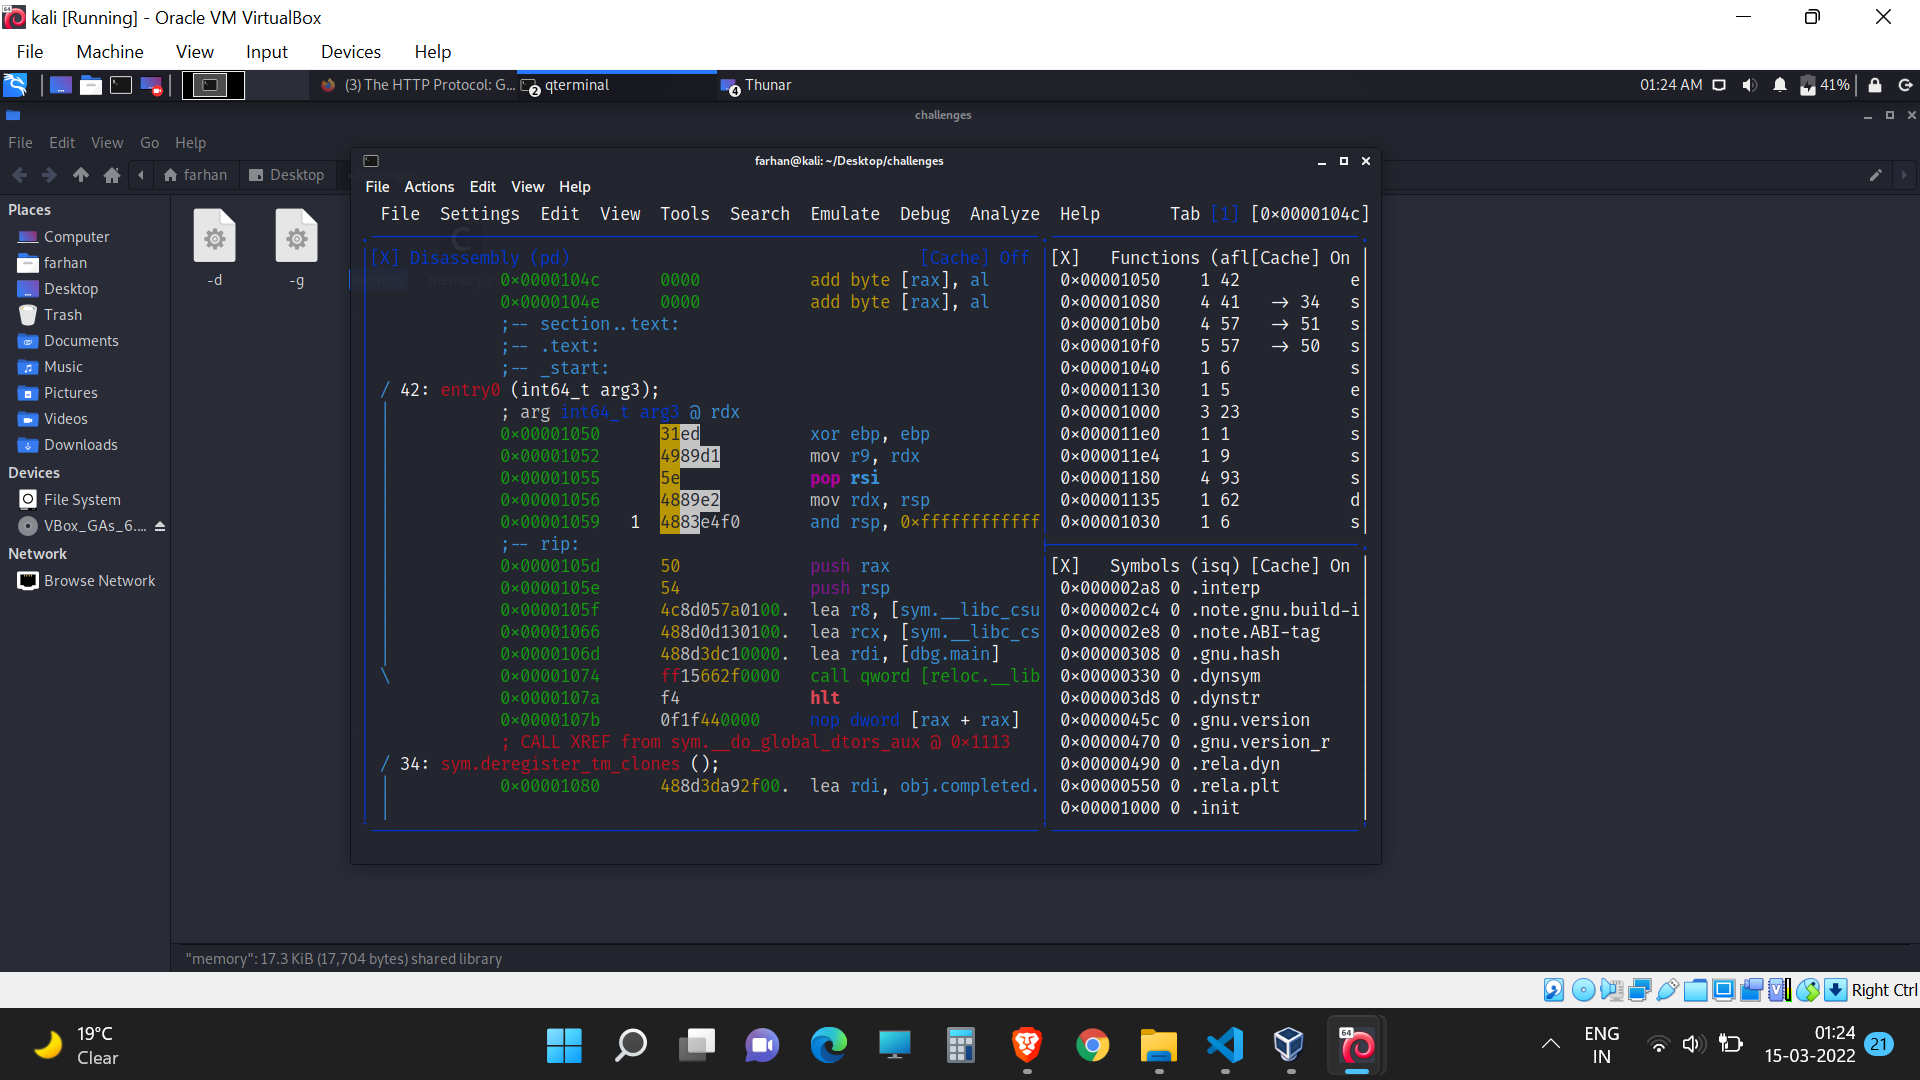 kali [Running] - Oracle VM VirtualBox
File Machine View Input Devices Help
(3) The HTTP Protocol: G... 2 qterminal 4 Thunar 01:24 AM 41%
challenges
File Edit View Go Help
farhan Desktop
Places
Computer
farhan
Desktop
Trash
Documents
Music
Pictures
Videos
Downloads
Devices
File System
VBox_GAs_6....
Network
Browse Network
-d -g
farhan@kali: ~/Desktop/challenges
File Actions Edit View Help
File Settings Edit View Tools Search Emulate Debug Analyze Help Tab [1] [0×0000104c]
[X] Disassembly (pd) [Cache] Off
0×0000104c 0000 add byte [rax], al
0×0000104e 0000 add byte [rax], al
;-- section..text:
;-- .text:
;-- _start:
/ 42: entry0 (int64_t arg3);
; arg int64_t arg3 @ rdx
0×00001050 31ed xor ebp, ebp
0×00001052 4989d1 mov r9, rdx
0×00001055 5e pop rsi
0×00001056 4889e2 mov rdx, rsp
0×00001059 1 4883e4f0 and rsp, 0×ffffffffffff
;-- rip:
0×0000105d 50 push rax
0×0000105e 54 push rsp
0×0000105f 4c8d057a0100. lea r8, [sym.__libc_csu
0×00001066 488d0d130100. lea rcx, [sym.__libc_cs
0×0000106d 488d3dc10000. lea rdi, [dbg.main]
\ 0×00001074 ff15662f0000 call qword [reloc.__lib
0×0000107a f4 hlt
0×0000107b 0f1f440000 nop dword [rax + rax]
; CALL XREF from sym.__do_global_dtors_aux @ 0×1113
/ 34: sym.deregister_tm_clones ();
0×00001080 488d3da92f00. lea rdi, obj.completed.
[X] Functions (afl[Cache] On
0×00001050 1 42 e
0×00001080 4 41 → 34 s
0×000010b0 4 57 → 51 s
0×000010f0 5 57 → 50 s
0×00001040 1 6 s
0×00001130 1 5 e
0×00001000 3 23 s
0×000011e0 1 1 s
0×000011e4 1 9 s
0×00001180 4 93 s
0×00001135 1 62 d
0×00001030 1 6 s
[X] Symbols (isq) [Cache] On
0×000002a8 0 .interp
0×000002c4 0 .note.gnu.build-i
0×000002e8 0 .note.ABI-tag
0×00000308 0 .gnu.hash
0×00000330 0 .dynsym
0×000003d8 0 .dynstr
0×0000045c 0 .gnu.version
0×00000470 0 .gnu.version_r
0×00000490 0 .rela.dyn
0×00000550 0 .rela.plt
0×00001000 0 .init
"memory": 17.3 KiB (17,704 bytes) shared library
Right Ctrl
19°C
Clear
64
ENG
IN
01:24
15-03-2022
21